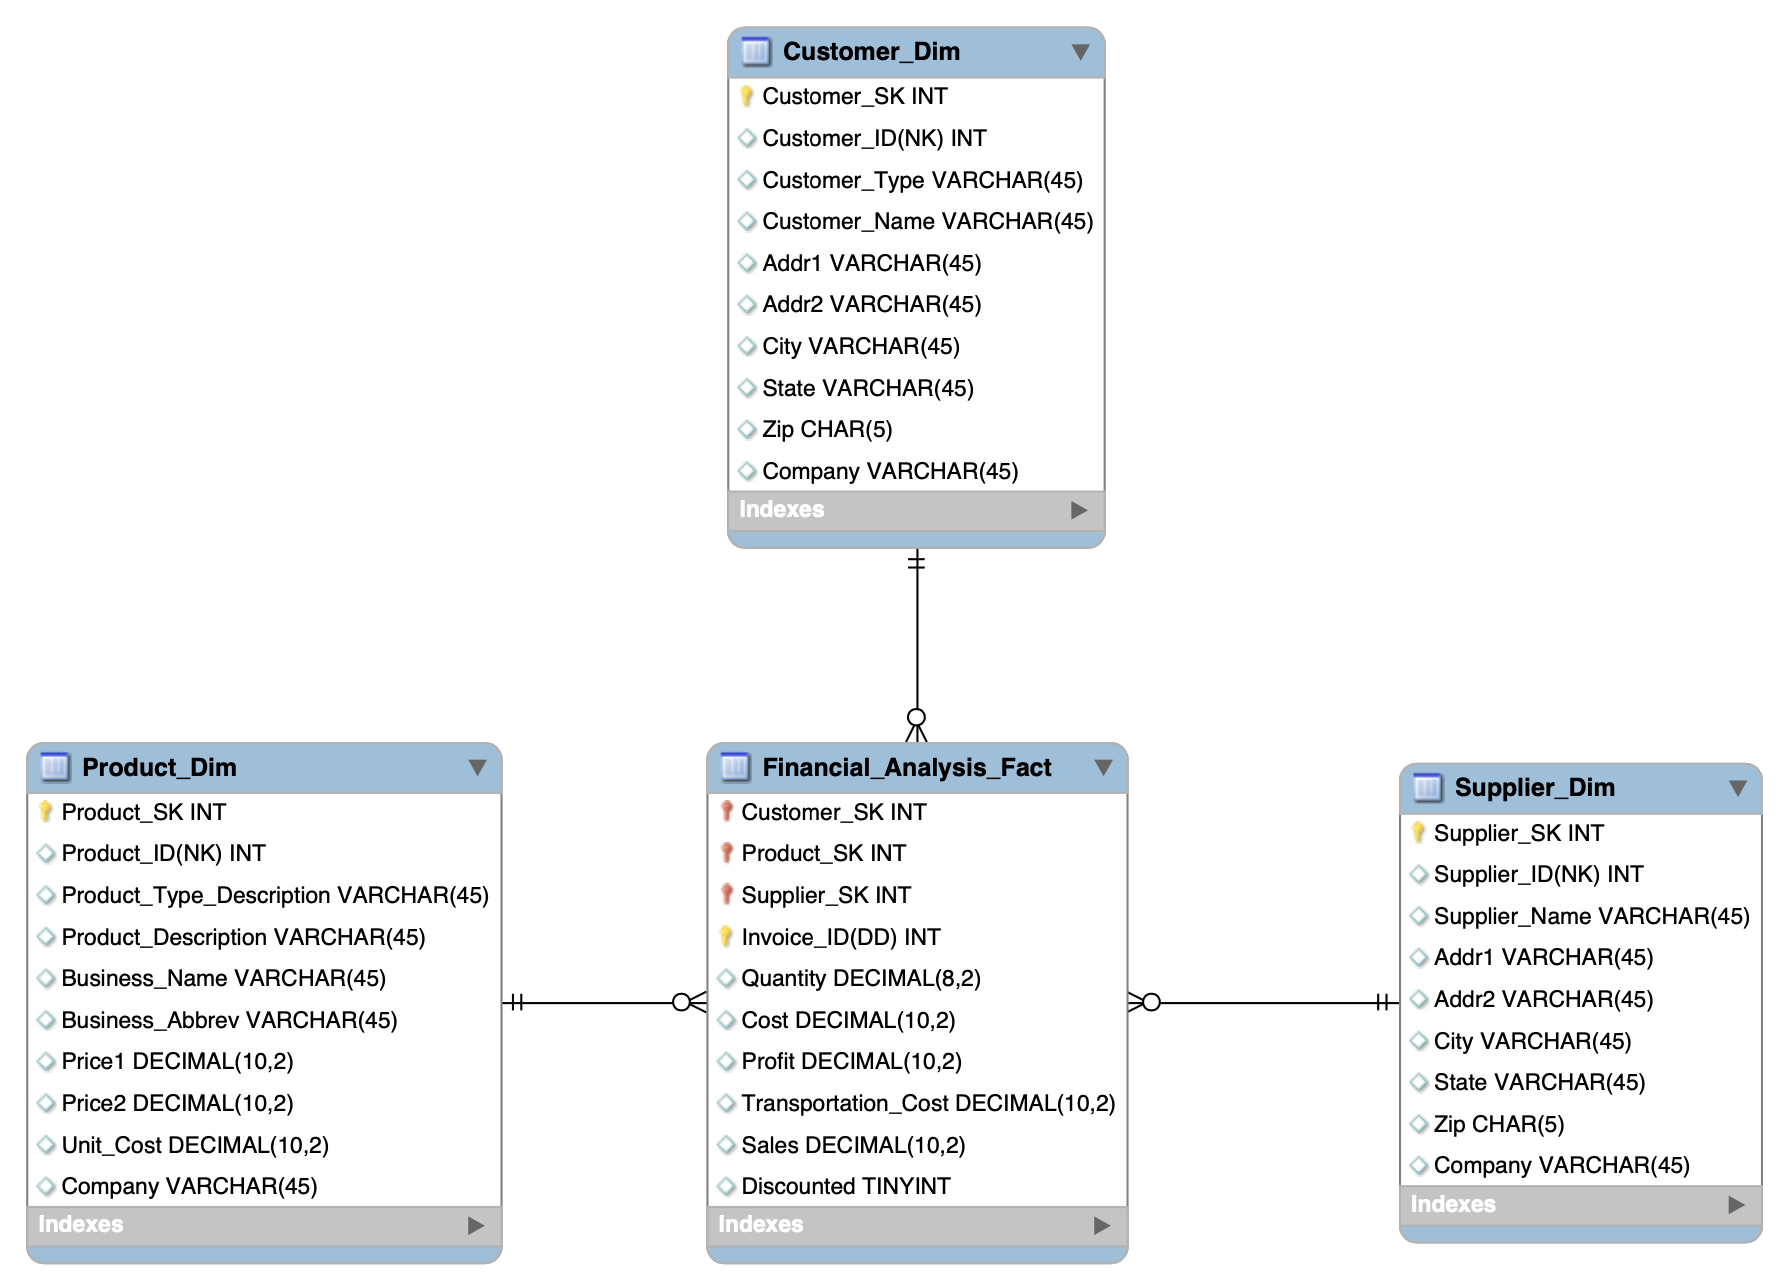 Customer_Dim
Customer_SK INT
Customer_ID(NK) INT
Customer_Type VARCHAR(45)
Customer_Name VARCHAR(45)
Addr1 VARCHAR(45)
Addr2 VARCHAR(45)
City VARCHAR(45)
State VARCHAR(45)
Zip CHAR(5)
Company VARCHAR(45)
Indexes
Product_Dim
Product_SK INT
Product_ID(NK) INT
Product_Type_Description VARCHAR(45)
Product_Description VARCHAR(45)
Business_Name VARCHAR(45)
Business_Abbrev VARCHAR(45)
Price1 DECIMAL(10,2)
Price2 DECIMAL(10,2)
Unit_Cost DECIMAL(10,2)
Company VARCHAR(45)
Indexes
Financial_Analysis_Fact
Customer_SK INT
Product_SK INT
Supplier_SK INT
Invoice_ID(DD) INT
Quantity DECIMAL(8,2)
Cost DECIMAL(10,2)
Profit DECIMAL(10,2)
Transportation_Cost DECIMAL(10,2)
Sales DECIMAL(10,2)
Discounted TINYINT
Indexes
Supplier_Dim
Supplier_SK INT
Supplier_ID(NK) INT
Supplier_Name VARCHAR(45)
Addr1 VARCHAR(45)
Addr2 VARCHAR(45)
City VARCHAR(45)
State VARCHAR(45)
Zip CHAR(5)
Company VARCHAR(45)
Indexes